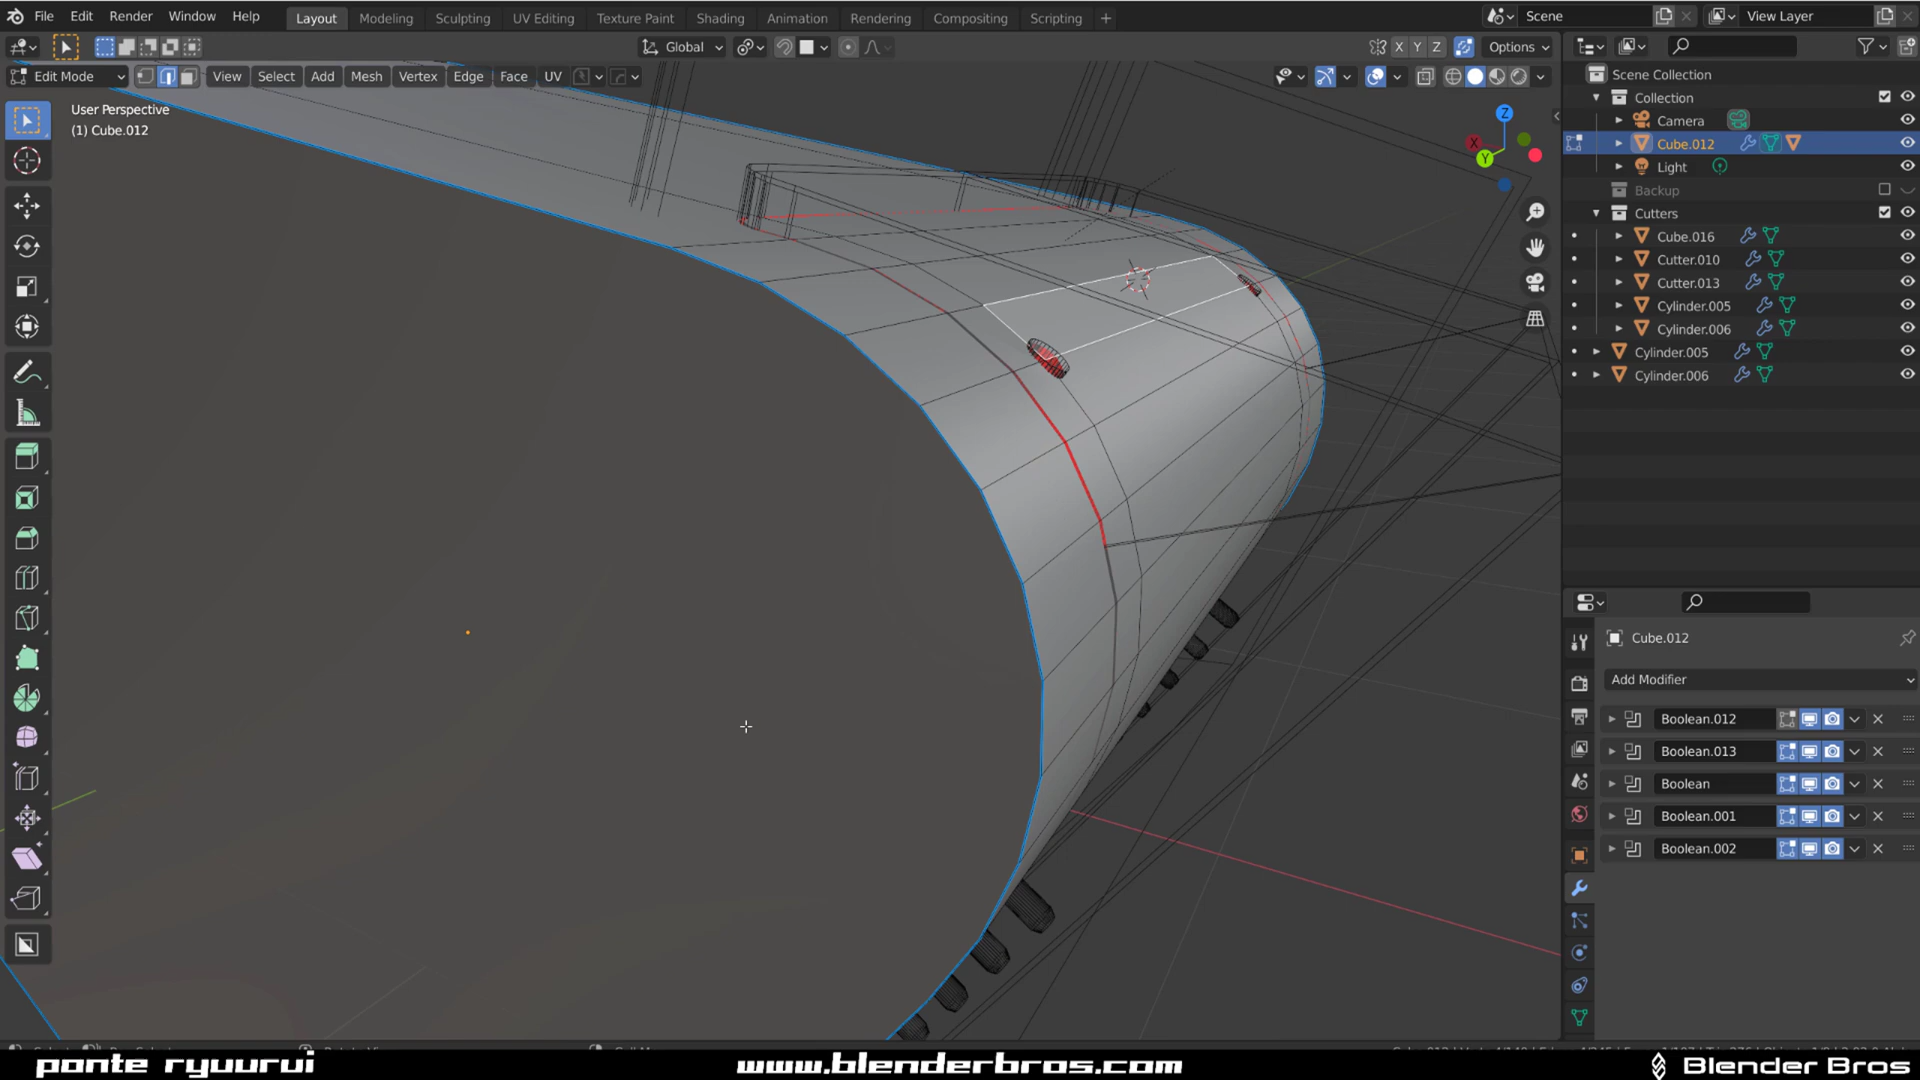 File Edit Render Window Help Layout Modeling Sculpting UV Editing Texture Paint Shading Animation Rendering Compositing Scripting + Scene View Layer
Global X Y Z Options
Edit Mode View Select Add Mesh Vertex Edge Face UV
User Perspective
(1) Cube.012
Z
X
Y
Scene Collection
Collection
Camera
Cube.012
Light
Backup
Cutters
Cube.016
Cutter.010
Cutter.013
Cylinder.005
Cylinder.006
Cylinder.005
Cylinder.006
Cube.012
Add Modifier
Boolean.012
Boolean.013
Boolean
Boolean.001
Boolean.002
ponte ryuurui
www.blenderbros.com
Blender Bros